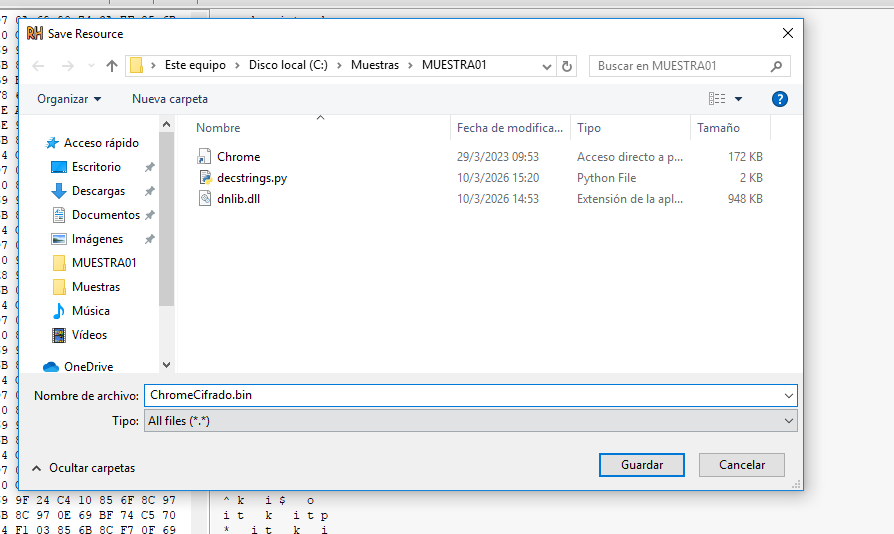 RH Save Resource
Este equipo > Disco local (C:) > Muestras > MUESTRA01
Buscar en MUESTRA01
Organizar
Nueva carpeta
Nombre
Fecha de modifica...
Tipo
Tamaño
Acceso rápido
Escritorio
Descargas
Documentos
Imágenes
MUESTRA01
Muestras
Música
Vídeos
OneDrive
Chrome 29/3/2023 09:53 Acceso directo a p... 172 KB
decstrings.py 10/3/2026 15:20 Python File 2 KB
dnlib.dll 10/3/2026 14:53 Extensión de la apl... 948 KB
Nombre de archivo: ChromeCifrado.bin
Tipo: All files (*.*)
Ocultar carpetas
Guardar
Cancelar
9F 24 C4 10 85 6F 8C 97 ^ k i $ o
8C 97 0E 69 BF 74 C5 70 i t k i t p
F1 03 85 6B 8C F7 0F 69 * i t k i